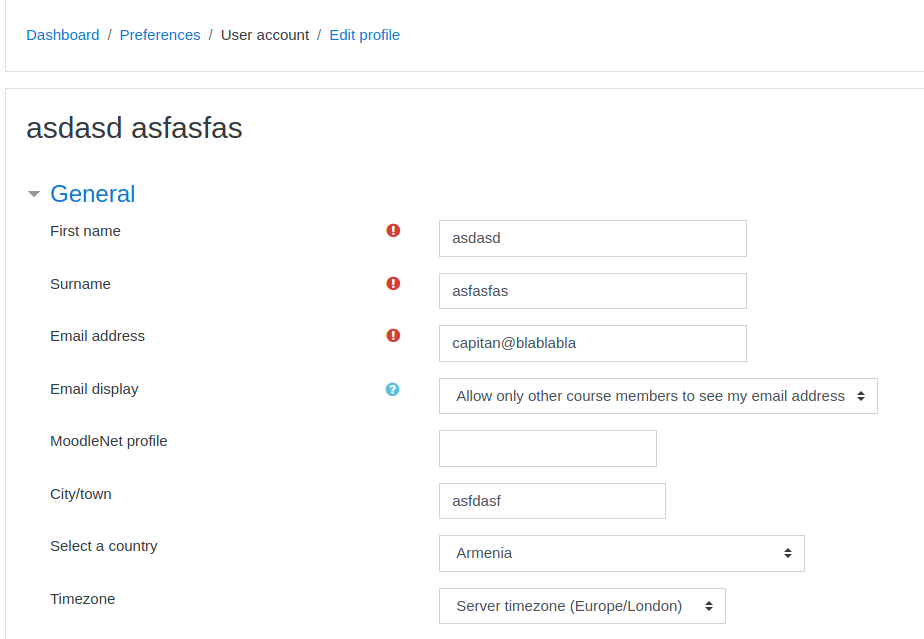 Dashboard / Preferences / User account / Edit profile
asdasd asfasfas
General
First name asdasd
Surname asfasfas
Email address capitan@blablabla
Email display Allow only other course members to see my email address
MoodleNet profile
City/town asfdasf
Select a country Armenia
Timezone Server timezone (Europe/London)